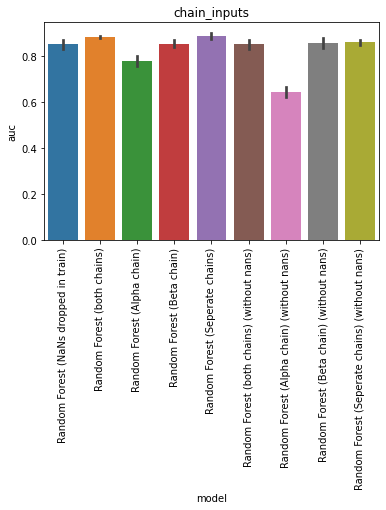 chain_inputs
auc
0.8
0.6
0.4
0.2
0.0
Random Forest (NaNs dropped in train)
Random Forest (both chains)
Random Forest (Alpha chain)
Random Forest (Beta chain)
Random Forest (Seperate chains)
Random Forest (both chains) (without nans)
Random Forest (Alpha chain) (without nans)
Random Forest (Beta chain) (without nans)
Random Forest (Seperate chains) (without nans)
model